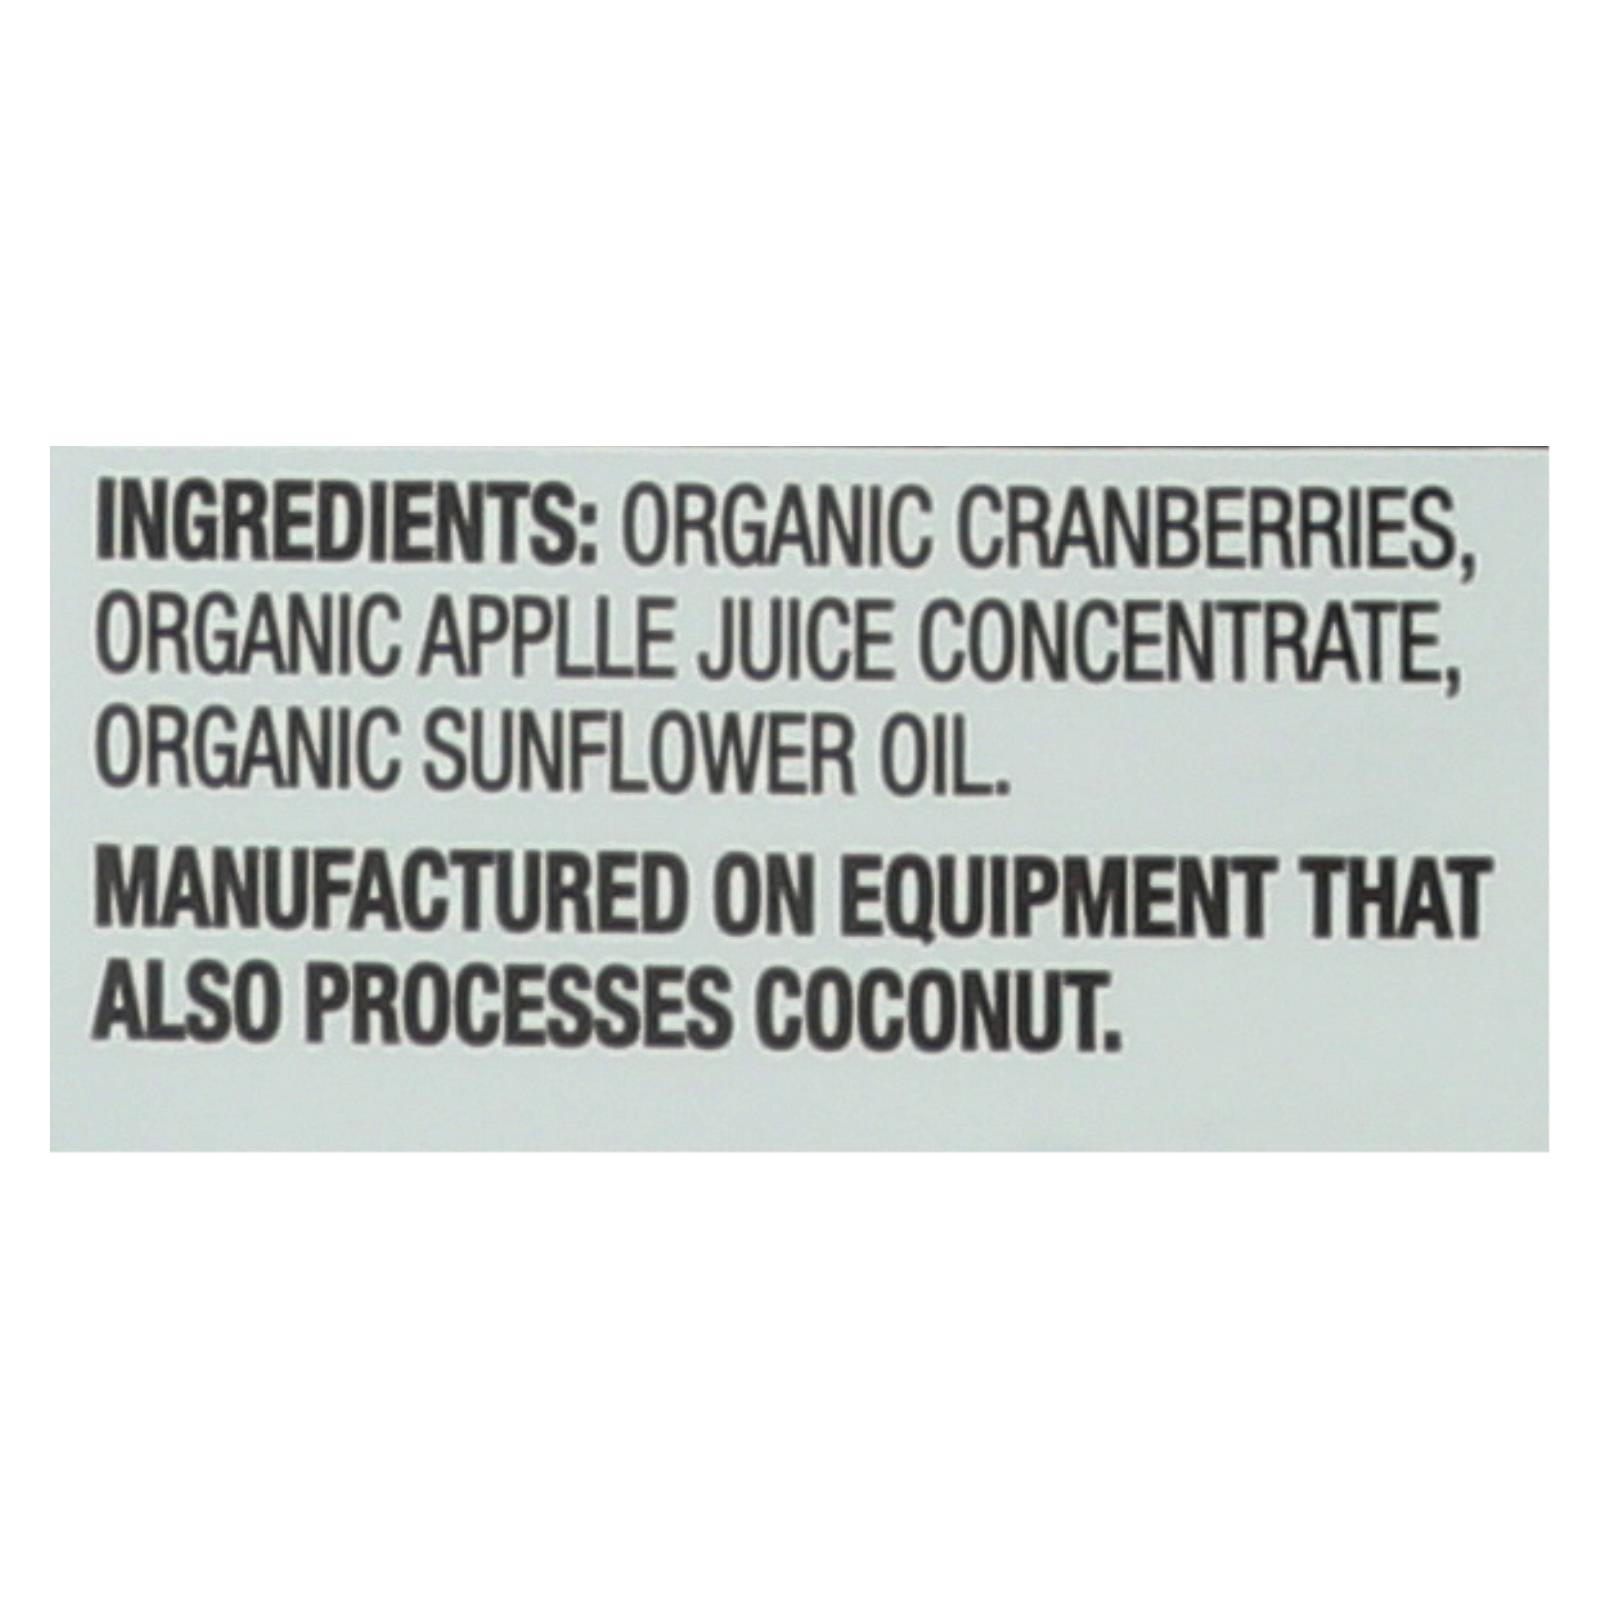 INGREDIENTS: ORGANIC CRANBERRIES,
ORGANIC APPLLE JUICE CONCENTRATE,
ORGANIC SUNFLOWER OIL.
MANUFACTURED ON EQUIPMENT THAT
ALSO PROCESSES COCONUT.